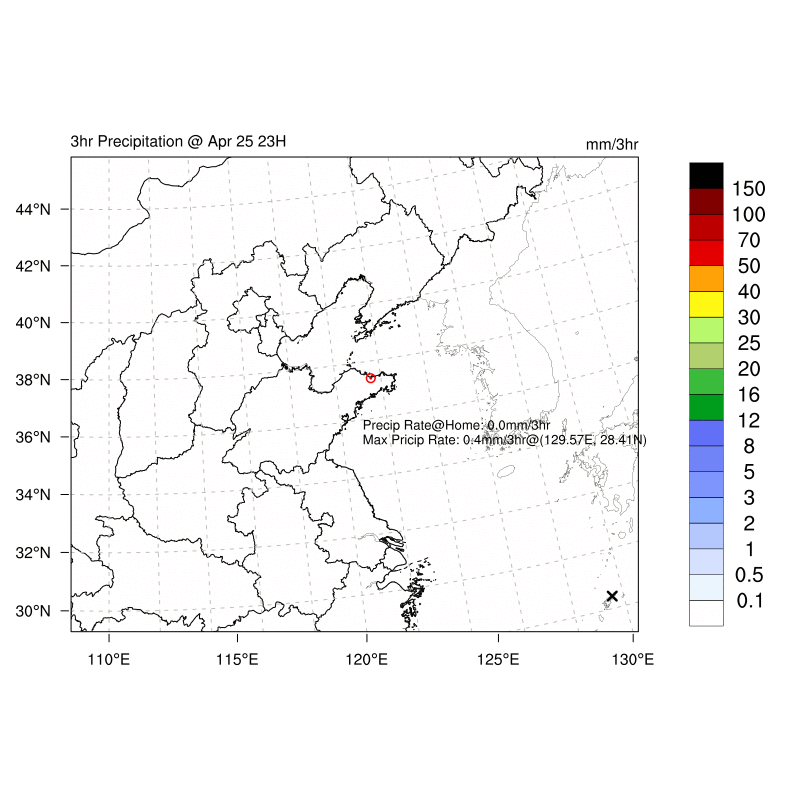 3hr Precipitation @ Apr 25 23H
mm/3hr
44°N
42°N
40°N
38°N
36°N
34°N
32°N
30°N
Precip Rate@Home: 0.0mm/3hr
Max Pricip Rate: 0.4mm/3hr@(129.57E, 28.41N)
110°E
115°E
120°E
125°E
130°E
150
100
70
50
40
30
25
20
16
12
8
5
3
2
1
0.5
0.1